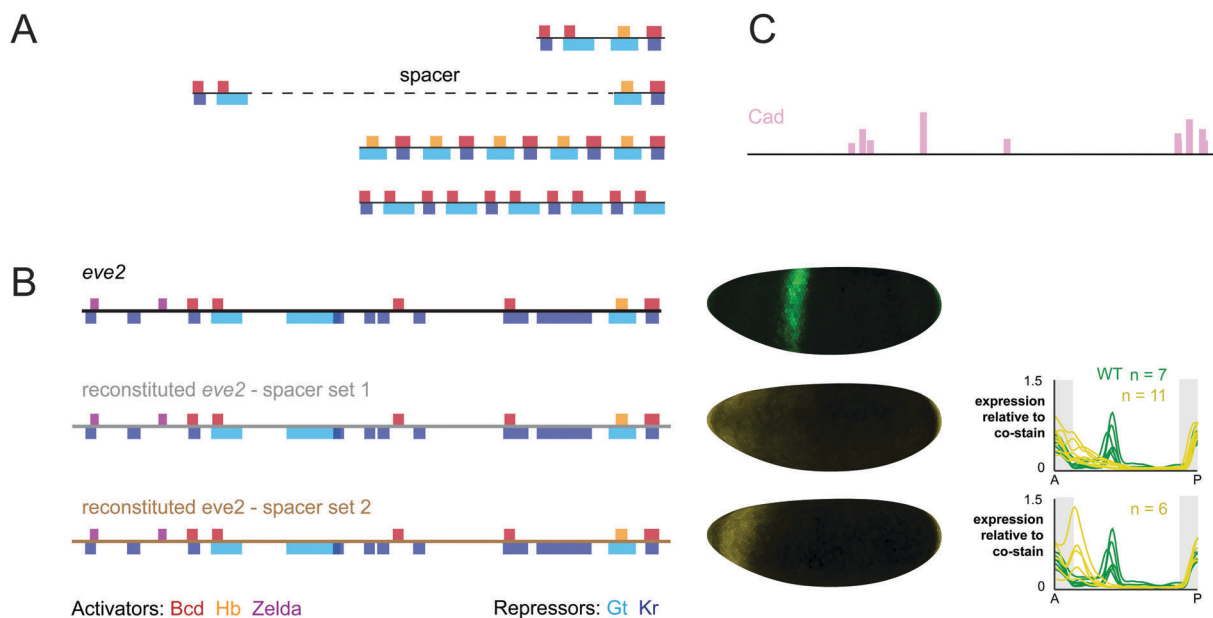 A
spacer
C
Cad
B
eve2
reconstituted eve2 - spacer set 1
WT n = 7
n = 11
1.5
expression
relative to
co-stain
0
A P
reconstituted eve2 - spacer set 2
n = 6
1.5
expression
relative to
co-stain
0
A P
Activators: Bcd Hb Zelda
Repressors: Gt Kr